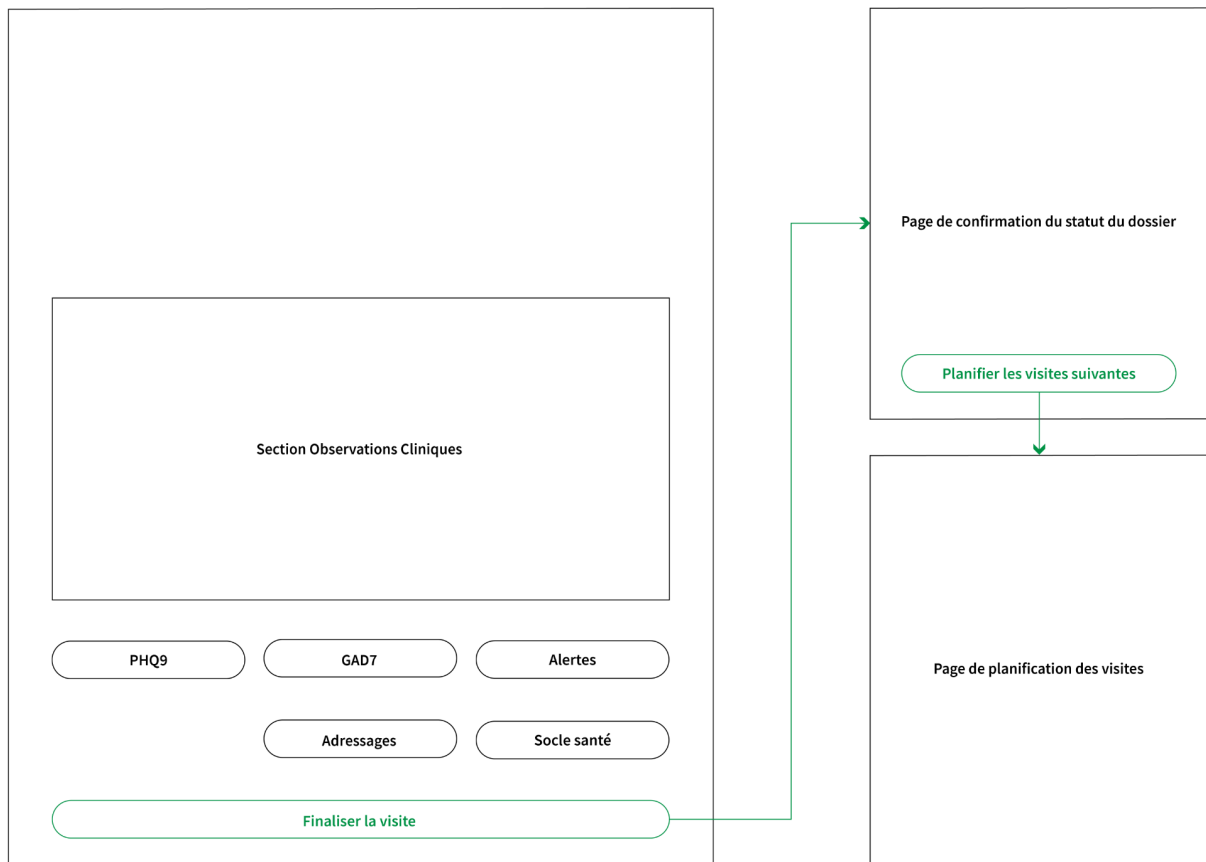 Section Observations Cliniques
PHQ9
GAD7
Alertes
Adressages
Socle santé
Finaliser la visite
Page de confirmation du statut du dossier
Planifier les visites suivantes
Page de planification des visites